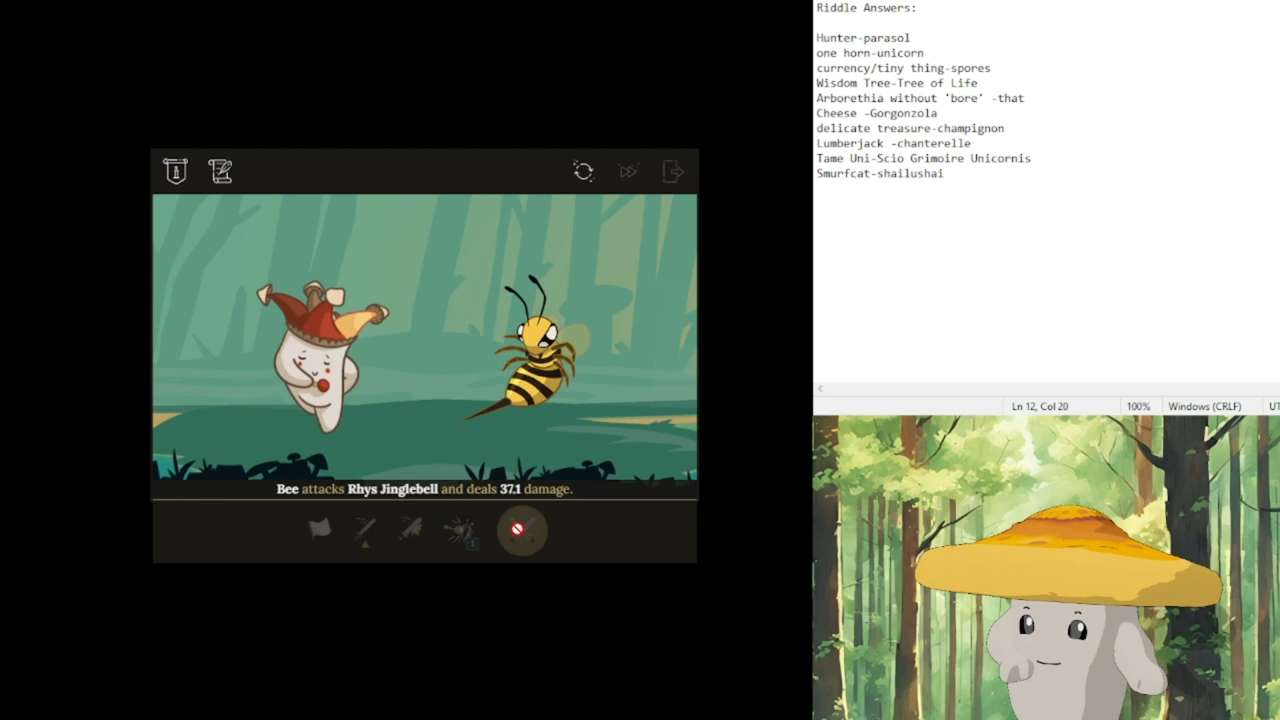 Riddle Answers:
Hunter-parasol
one horn-unicorn
currency/tiny thing-spores
Wisdom Tree-Tree of Life
Arborethia without 'bore' -that
Cheese -Gorgonzola
delicate treasure-champignon
Lumberjack -chanterelle
Tame Uni-Scio Grimoire Unicornis
Smurfcat-shailushai
Bee attacks Rhys Jinglebell and deals 37.1 damage.
1
Ln 12, Col 20 100% Windows (CRLF) UT